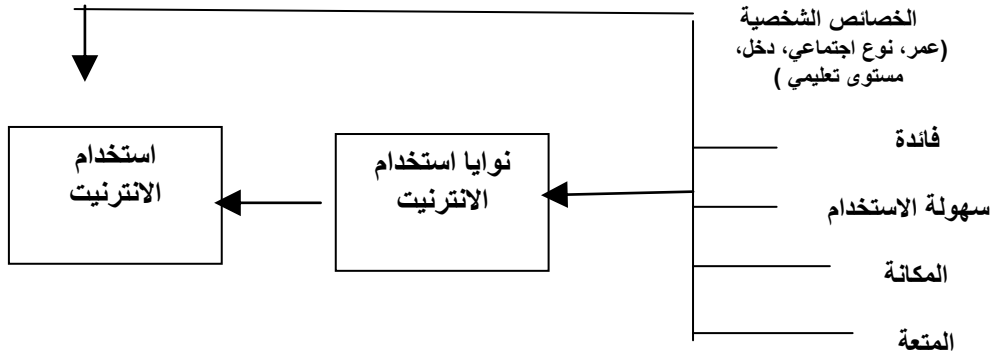 الخصائص الشخصية
(عمر، نوع اجتماعي، دخل،
مستوى تعليمي )
فائدة
سهولة الاستخدام
المكانة
المتعة
نوايا استخدام
الانترنيت
استخدام
الانترنيت